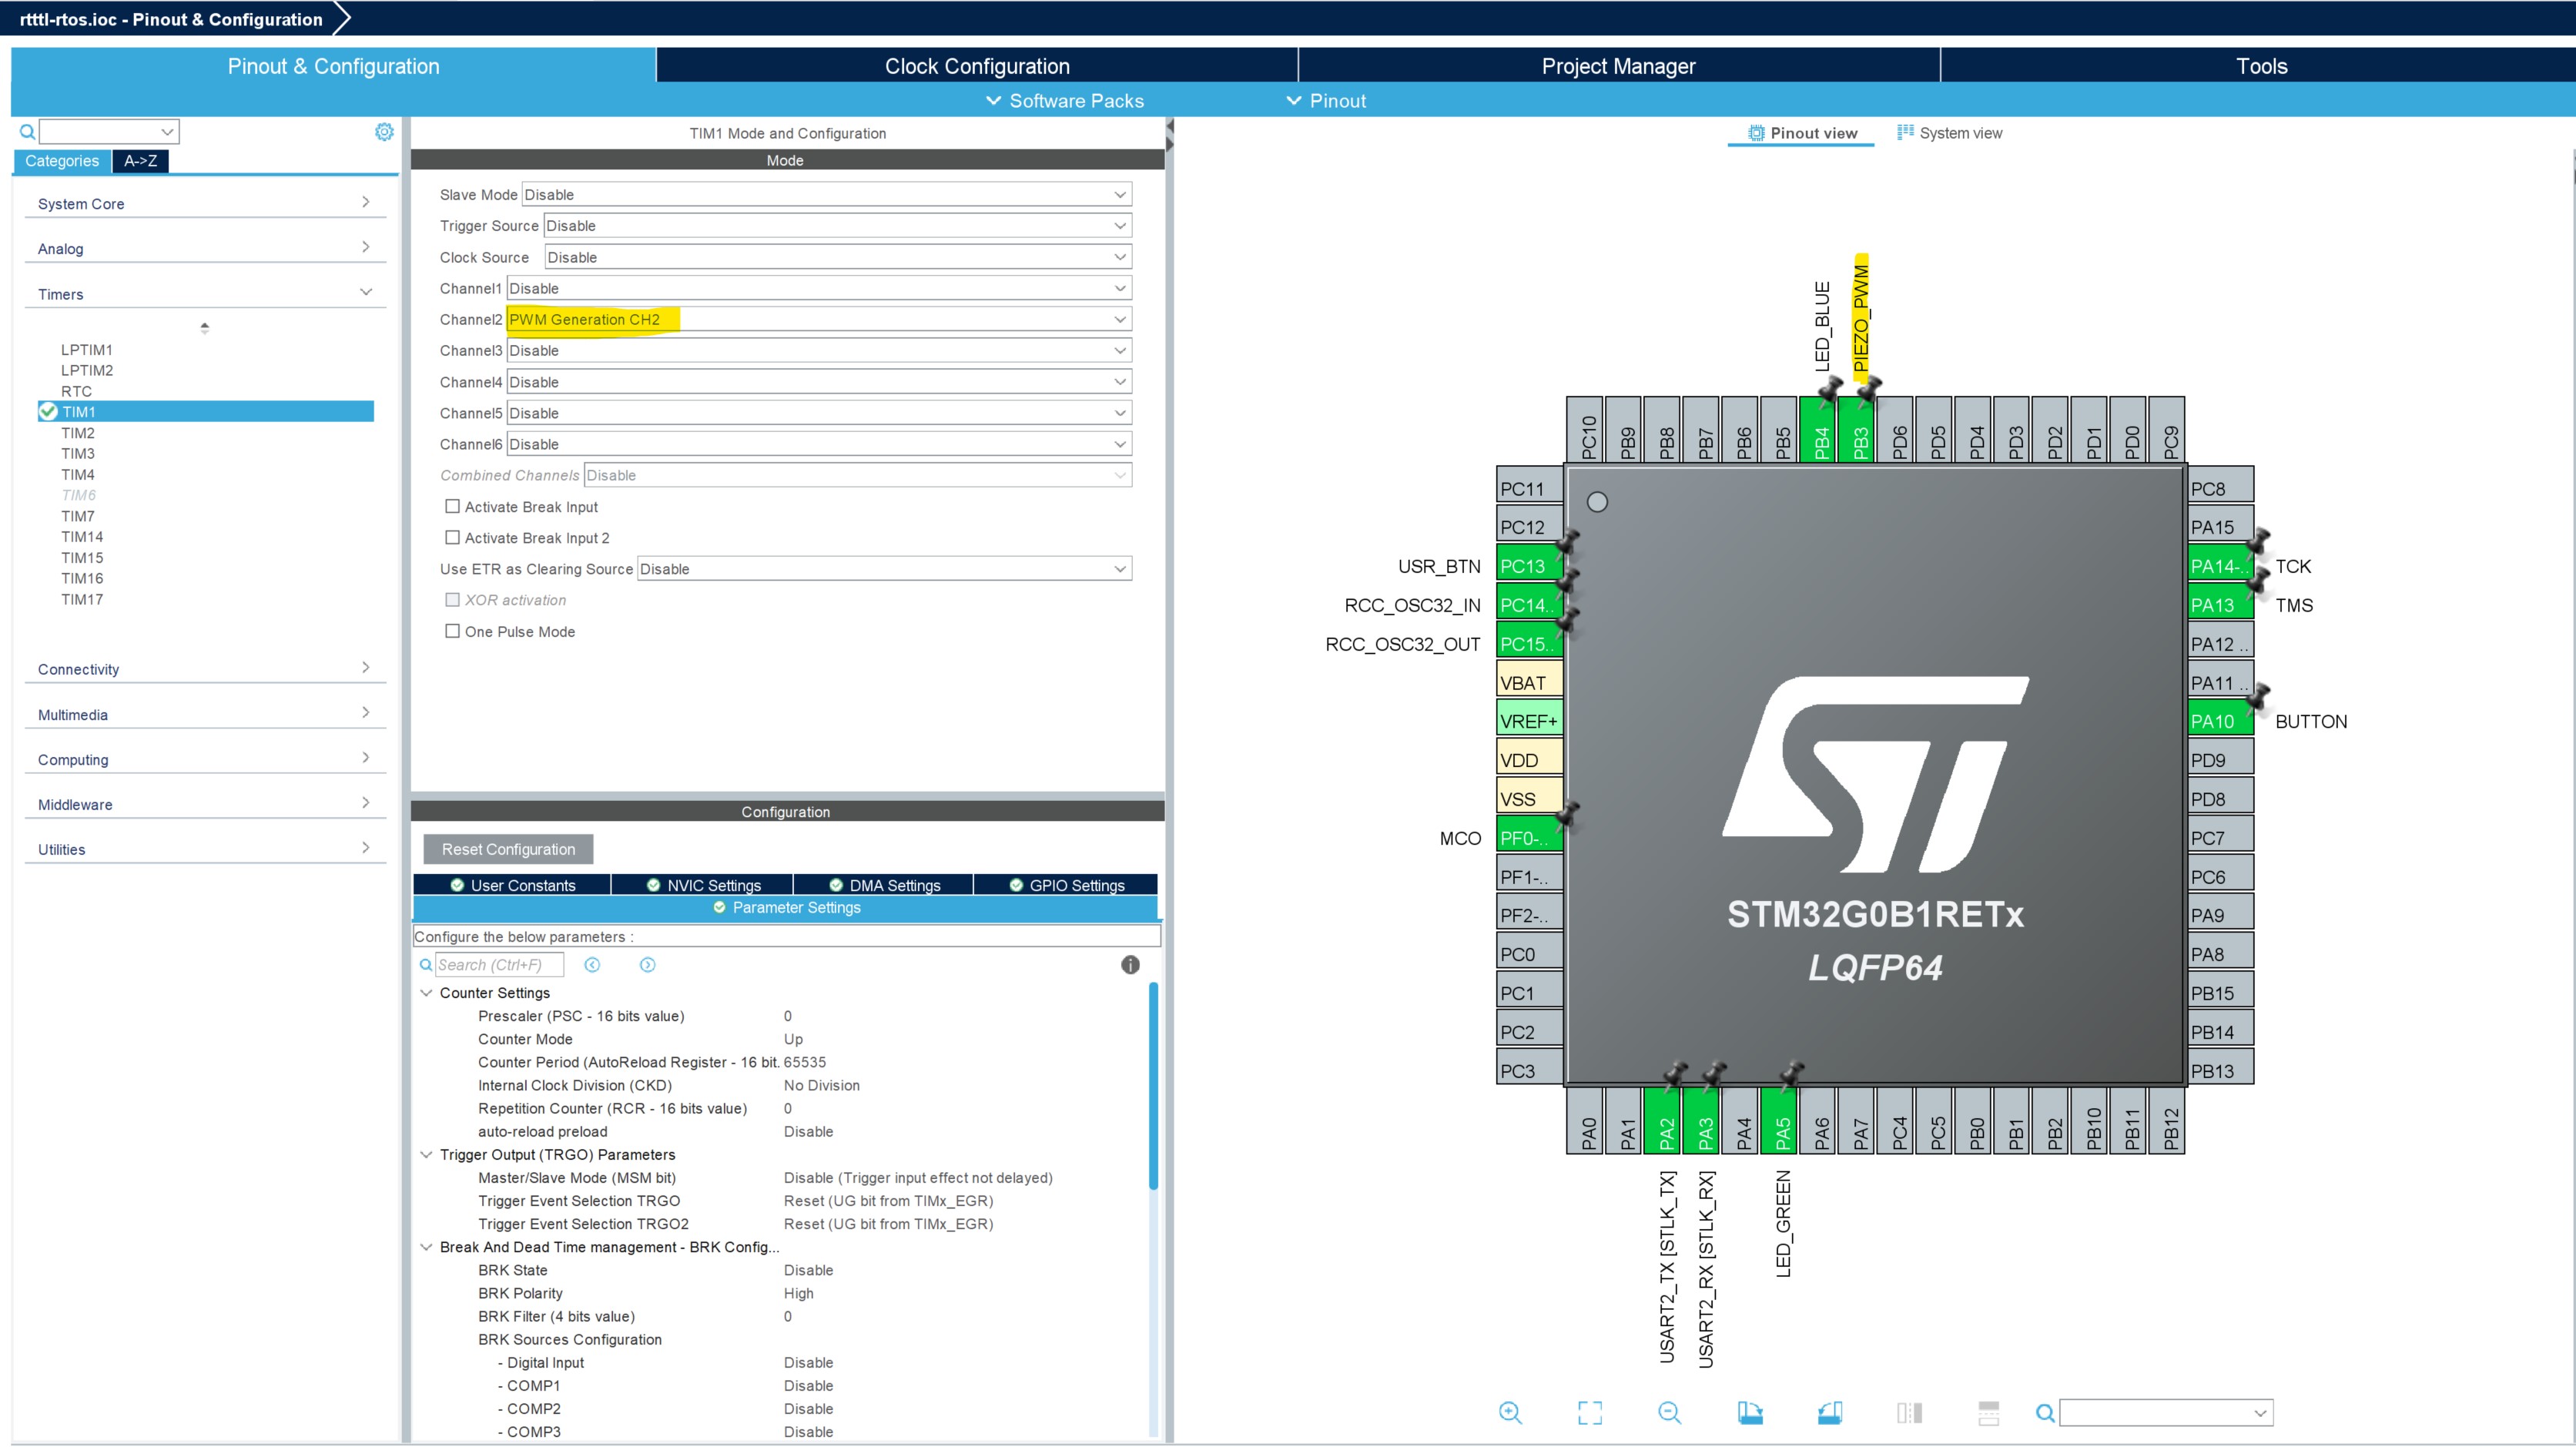 rtttl-rtos.ioc - Pinout & Configuration
Pinout & Configuration
Clock Configuration
Project Manager
Tools
Software Packs
Pinout
Categories
A->Z
System Core
Analog
Timers
LPTIM1
LPTIM2
RTC
TIM1
TIM2
TIM3
TIM4
TIM6
TIM7
TIM14
TIM15
TIM16
TIM17
Connectivity
Multimedia
Computing
Middleware
Utilities
TIM1 Mode and Configuration
Mode
Slave Mode Disable
Trigger Source Disable
Clock Source Disable
Channel1 Disable
Channel2 PWM Generation CH2
Channel3 Disable
Channel4 Disable
Channel5 Disable
Channel6 Disable
Combined Channels Disable
Activate Break Input
Activate Break Input 2
Use ETR as Clearing Source Disable
XOR activation
One Pulse Mode
Configuration
Reset Configuration
User Constants
NVIC Settings
DMA Settings
GPIO Settings
Parameter Settings
Configure the below parameters :
Search (Ctrl+F)
Counter Settings
Prescaler (PSC - 16 bits value) 0
Counter Mode Up
Counter Period (AutoReload Register - 16 bit. 65535
Internal Clock Division (CKD) No Division
Repetition Counter (RCR - 16 bits value) 0
auto-reload preload Disable
Trigger Output (TRGO) Parameters
Master/Slave Mode (MSM bit) Disable (Trigger input effect not delayed)
Trigger Event Selection TRGO Reset (UG bit from TIMx_EGR)
Trigger Event Selection TRGO2 Reset (UG bit from TIMx_EGR)
Break And Dead Time management - BRK Config...
BRK State Disable
BRK Polarity High
BRK Filter (4 bits value) 0
BRK Sources Configuration
- Digital Input Disable
- COMP1 Disable
- COMP2 Disable
- COMP3 Disable
Pinout view
System view
LED_BLUE
PIEZO_PWM
PC10
PB9
PB8
PB7
PB6
PB5
PB4
PB3
PD6
PD5
PD4
PD3
PD2
PD1
PD0
PC9
PC11
PC12
USR_BTN PC13
RCC_OSC32_IN PC14..
RCC_OSC32_OUT PC15..
VBAT
VREF+
VDD
VSS
MCO PF0-..
PF1-..
PF2-..
PC0
PC1
PC2
PC3
ST
STM32G0B1RETx
LQFP64
PC8
PA15
PA14-.. TCK
PA13 TMS
PA12 ..
PA11 ..
PA10 BUTTON
PD9
PD8
PC7
PC6
PA9
PA8
PB15
PB14
PB13
PA0
PA1
PA2
PA3
PA4
PA5
PA6
PA7
PC4
PC5
PB0
PB1
PB2
PB10
PB11
PB12
USART2_TX [STLK_TX]
USART2_RX [STLK_RX]
LED_GREEN